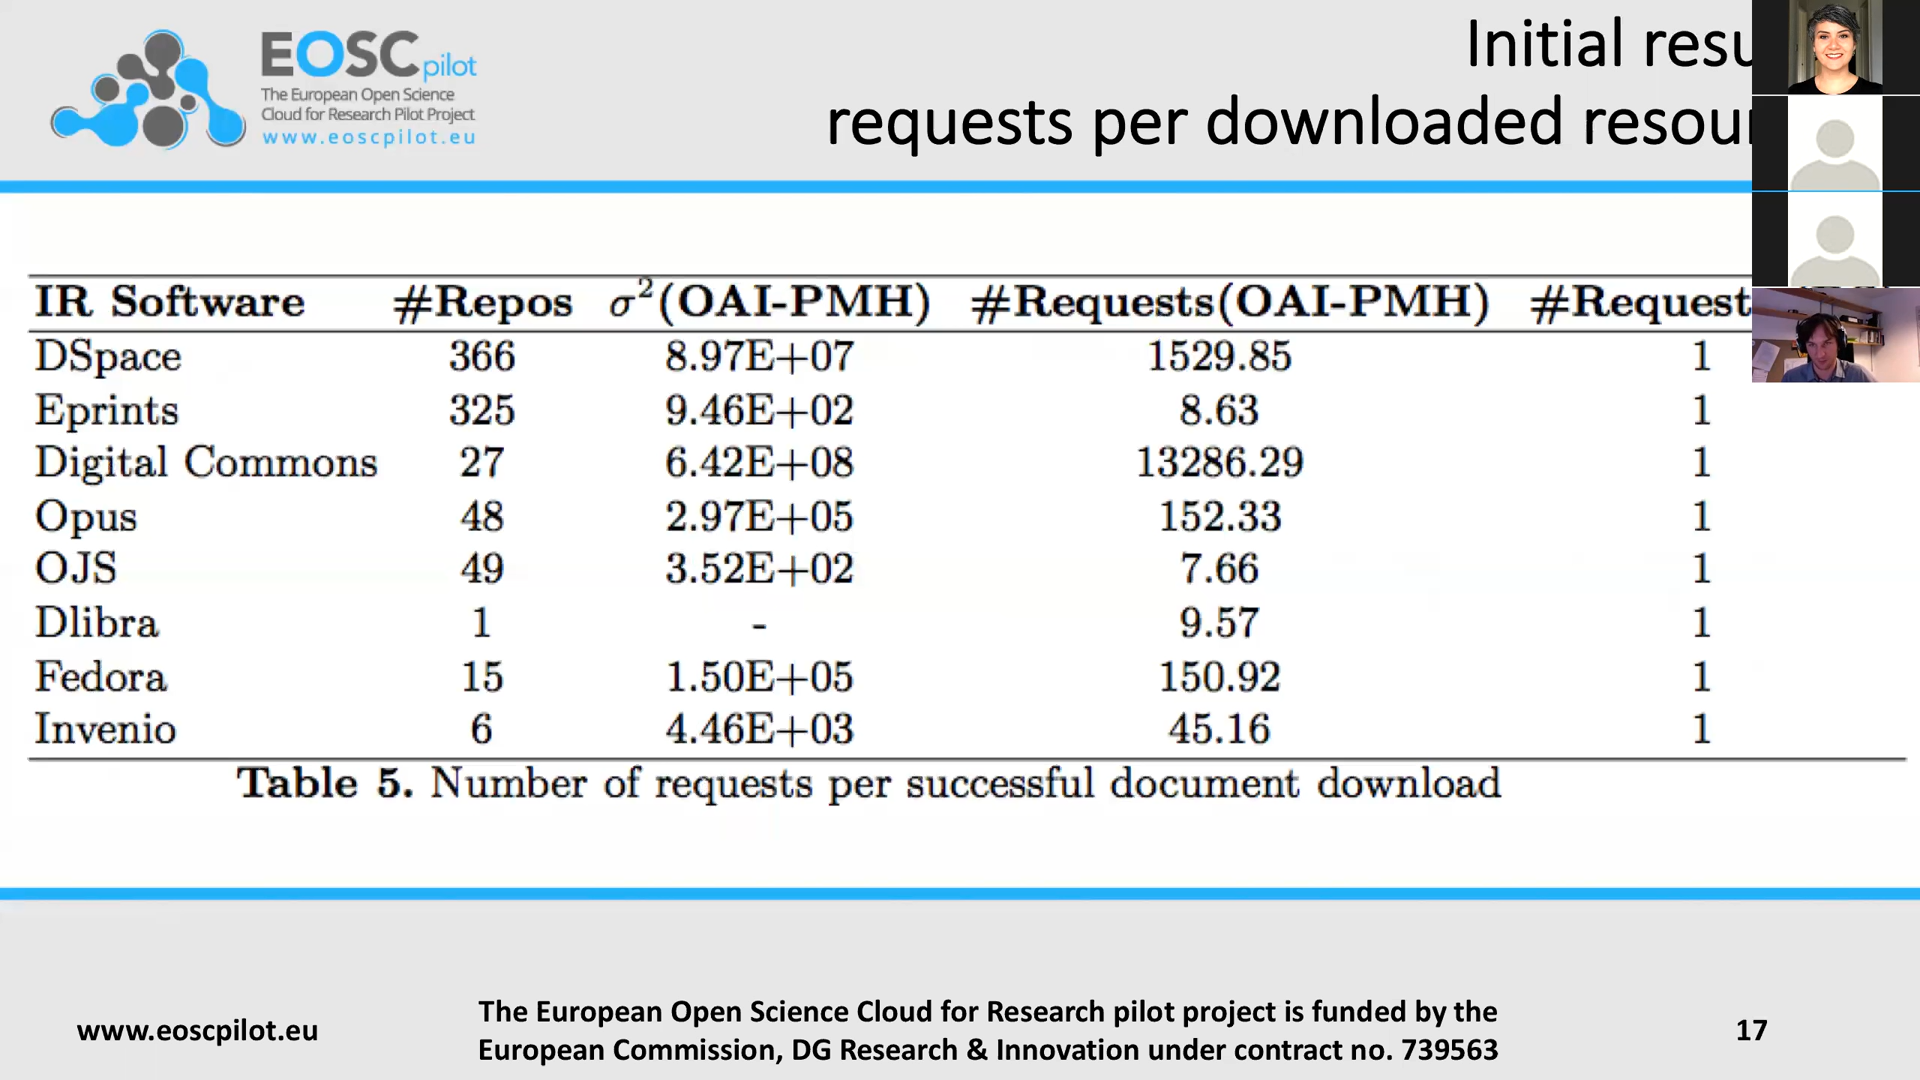 EOSCpilot
The European Open Science
Cloud for Research Pilot Project
www.eoscpilot.eu
Initial
requests per downloaded
IR Software #Repos σ²(OAI-PMH) #Requests(OAI-PMH)
DSpace 366 8.97E+07 1529.85 1
Eprints 325 9.46E+02 8.63 1
Digital Commons 27 6.42E+08 13286.29 1
Opus 48 2.97E+05 152.33 1
OJS 49 3.52E+02 7.66 1
Dlibra 1 - 9.57 1
Fedora 15 1.50E+05 150.92 1
Invenio 6 4.46E+03 45.16 1
Table 5. Number of requests per successful document download
www.eoscpilot.eu
The European Open Science Cloud for Research pilot project is funded by the
European Commission, DG Research & Innovation under contract no. 739563
17